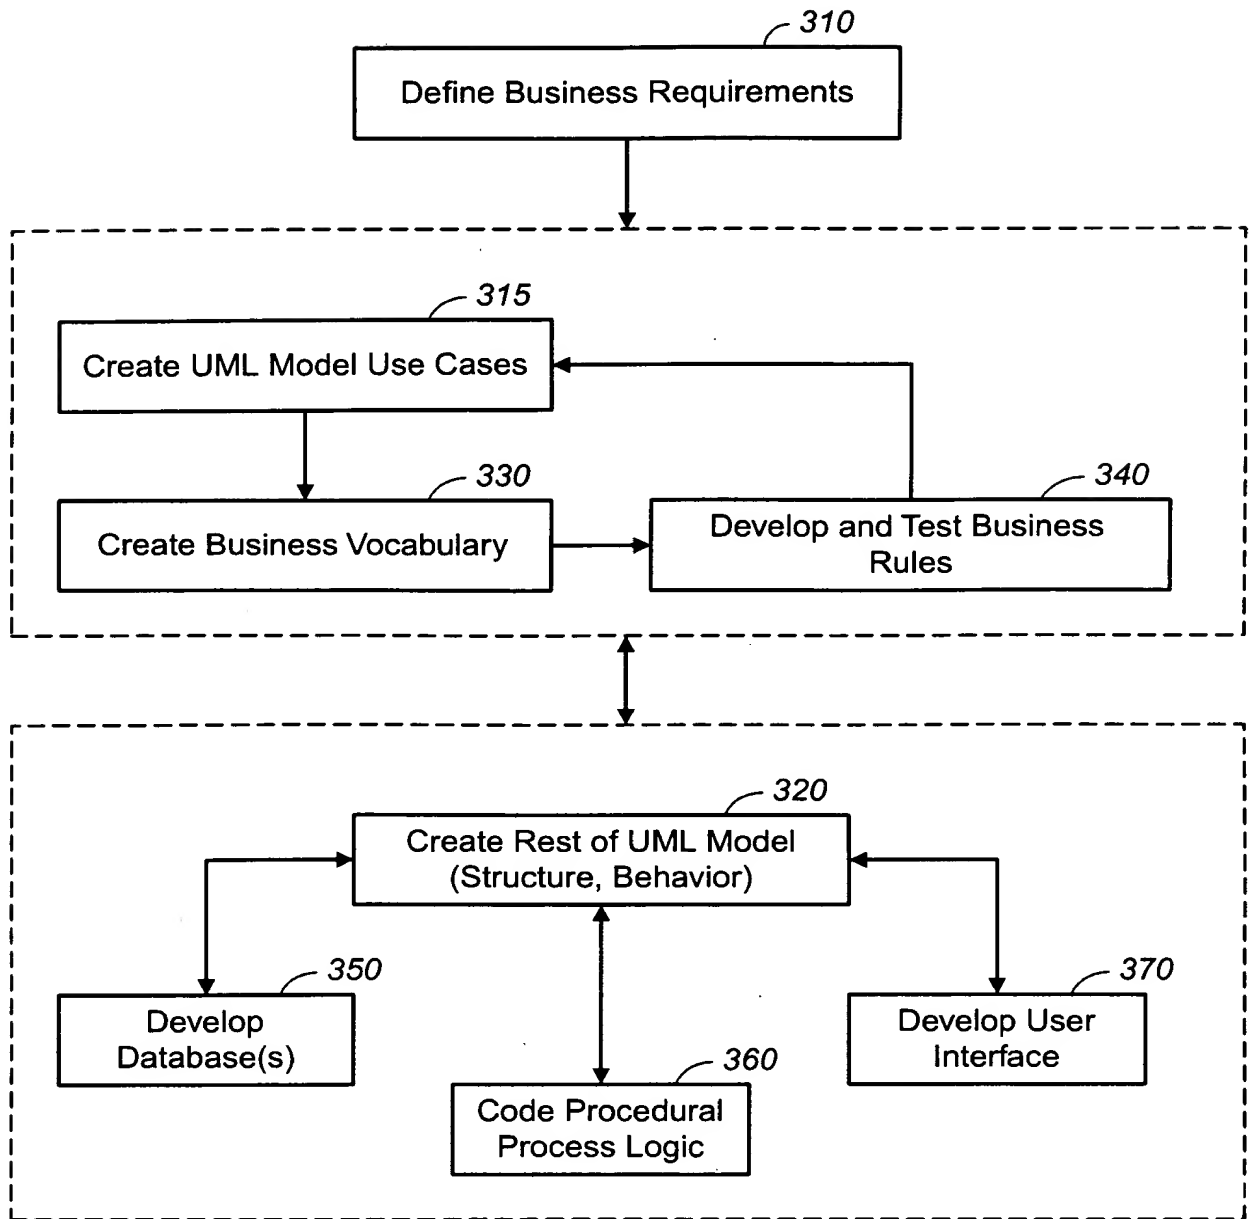 310
Define Business Requirements
315
Create UML Model Use Cases
330
Create Business Vocabulary
340
Develop and Test Business
Rules
320
Create Rest of UML Model
(Structure, Behavior)
350
Develop
Database(s)
360
Code Procedural
Process Logic
370
Develop User
Interface